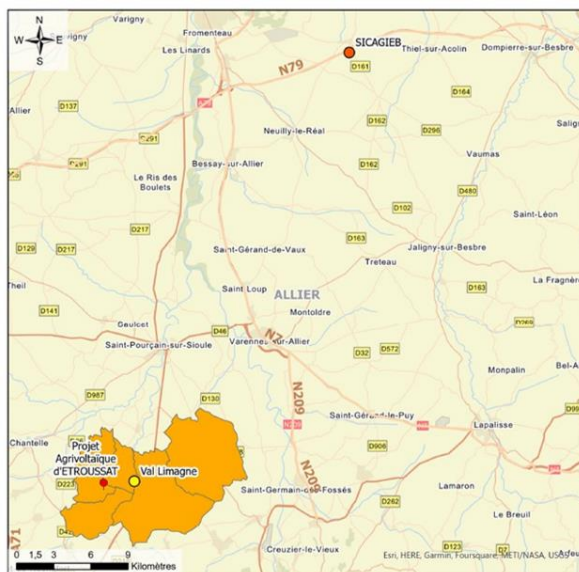 N
W E
S
Varigny
Fromenteau
Les Linards
SICAGIEB
Thiel-sur-Acolin
Dompierre-sur-Besbre
D161
N79
D137
D164
Allier
D162
D296
Neuilly-le-Réal
D291
D291
Bessay-sur-Allier
D162
Vaumas
Le Ris des
Boulets
D480
D102
Saint-Léon
D217
D129
D217
Saint-Gérand-de-Vaux
D163
Jaligny-sur-Besbre
Treteau
Theil
Saint Loup
ALLIER
D163
D141
Montoldre
D46
Saint-Pourçain-sur-Sioule
Varennes-sur-Allier
N7
D32
D572
Monpalin
D987
D130
N209
Saint-Gérand-le-Puy
Chantelle
Lapalisse
Projet
Agrivoltaïque
d'ETROUSSAT
Val Limagne
D906
D223
Saint-Germain-des-Fossés
N209
Lamaron
Le Breuil
A71
Creuzier-le-Vieux
D123
0 1,5 3 6 9
Kilomètres
Esri, HERE, Garmin, Foursquare, METI/NASA, USGS